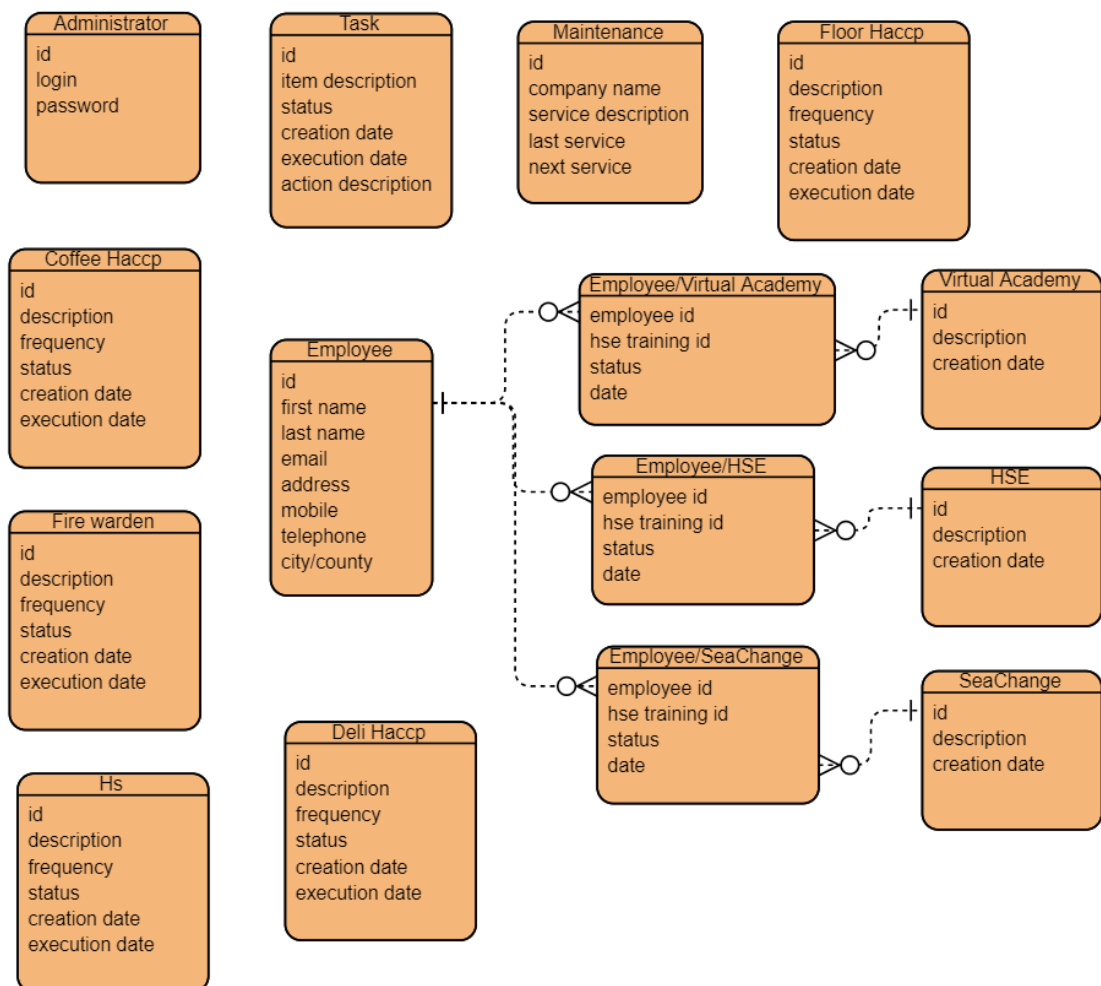 Administrator
id
login
password
Task
id
item description
status
creation date
execution date
action description
Maintenance
id
company name
service description
last service
next service
Floor Haccp
id
description
frequency
status
creation date
execution date
Coffee Haccp
id
description
frequency
status
creation date
execution date
Employee
id
first name
last name
email
address
mobile
telephone
city/county
Employee/Virtual Academy
employee id
hse training id
status
date
Virtual Academy
id
description
creation date
Employee/HSE
employee id
hse training id
status
date
HSE
id
description
creation date
Fire warden
id
description
frequency
status
creation date
execution date
Employee/SeaChange
employee id
hse training id
status
date
SeaChange
id
description
creation date
Deli Haccp
id
description
frequency
status
creation date
execution date
Hs
id
description
frequency
status
creation date
execution date